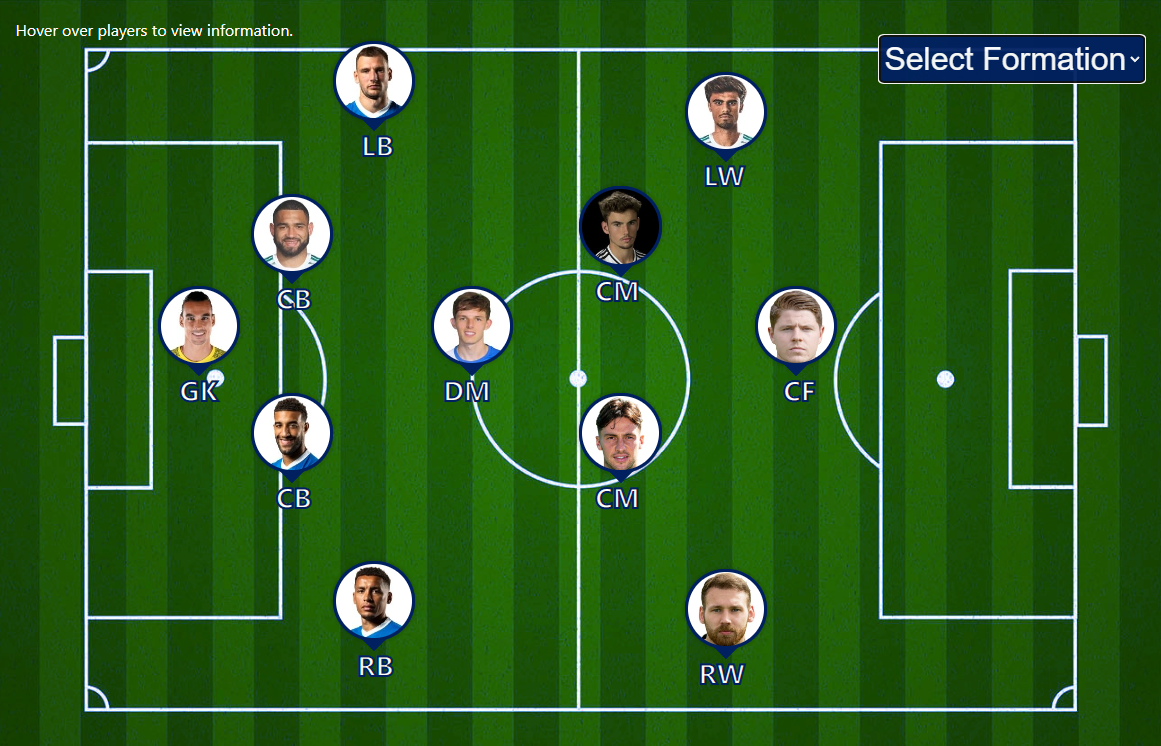 Hover over players to view information.
Select Formation
LB
LW
CB
CM
GK
DM
CF
CB
CM
RB
RW